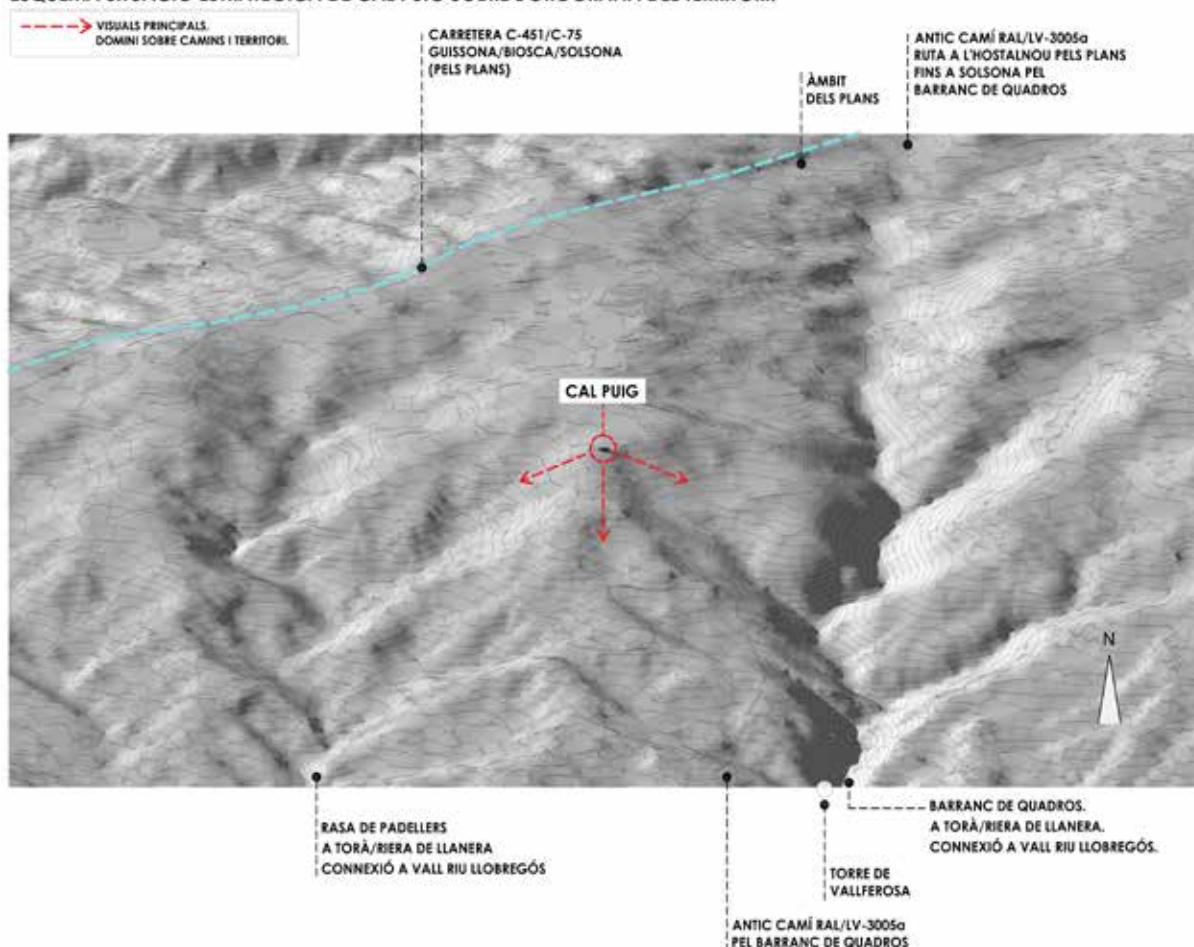 VISUALS PRINCIPALS.
DOMINI SOBRE CAMINS I TERRITORI.
CARRETERA C-451/C-75
GUISSONA/BIOSCA/SOLSONA
(PELS PLANS)
ÀMBIT
DELS PLANS
ANTIC CAMÍ RAL/LV-3005a
RUTA A L'HOSTALNOU PELS PLANS
FINS A SOLSONA PEL
BARRANC DE QUADROS
CAL PUIG
N
RASA DE PADELLERS
A TORÀ/RIERA DE LLANERA
CONNEXIÓ A VALL RIU LLOBREGÓS
BARRANC DE QUADROS.
A TORÀ/RIERA DE LLANERA.
CONNEXIÓ A VALL RIU LLOBREGÓS.
TORRE DE
VALLFEROSA
ANTIC CAMÍ RAL/LV-3005a
PEL BARRANC DE QUADROS